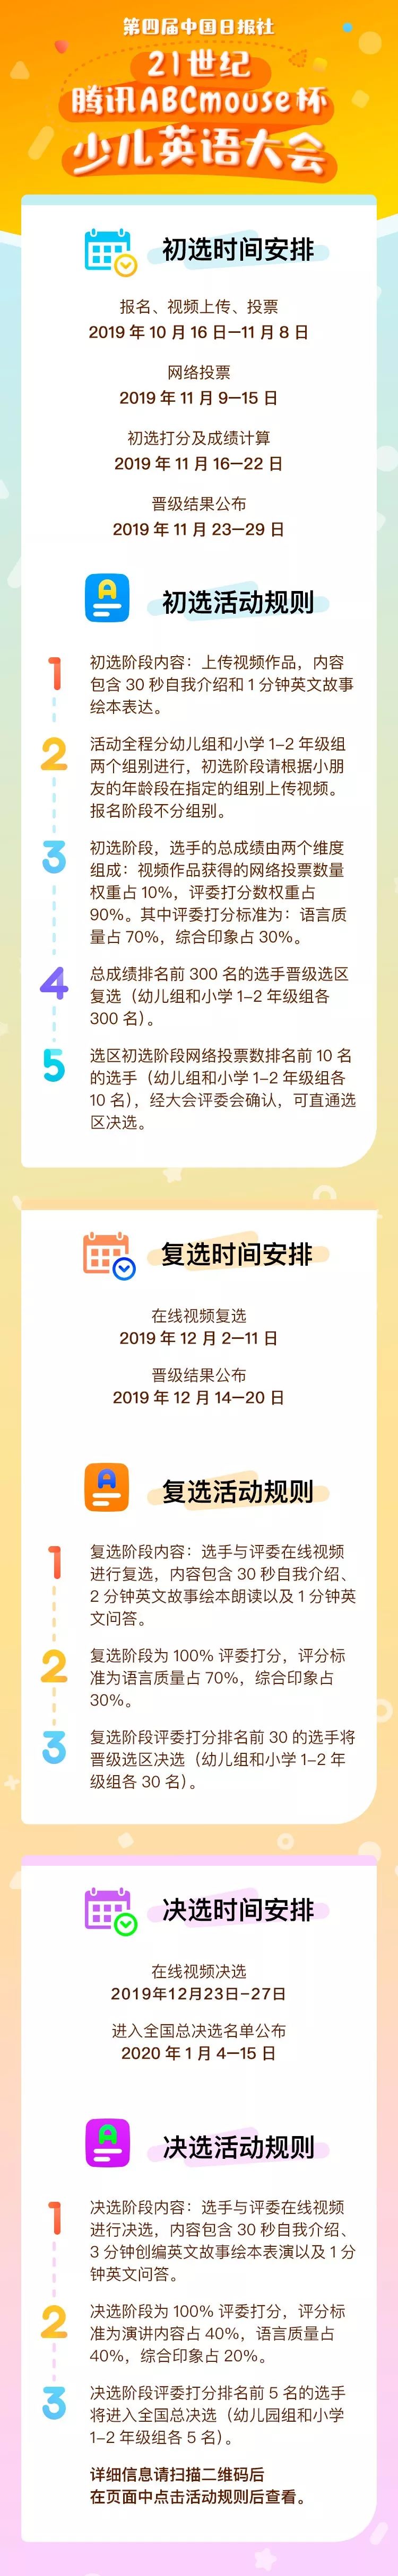 第四届中国日报社
21世纪
腾讯ABCmouse杯
少儿英语大会
初选时间安排
报名、视频上传、投票
2019 年 10 月 16 日—11 月 8 日
网络投票
2019 年 11 月 9—15 日
初选打分及成绩计算
2019 年 11 月 16—22 日
晋级结果公布
2019 年 11 月 23—29 日
初选活动规则
1
初选阶段内容：上传视频作品，内容
包含 30 秒自我介绍和 1 分钟英文故事
绘本表达。
2
活动全程分幼儿组和小学 1-2 年级组
两个组别进行，初选阶段请根据小朋
友的年龄段在指定的组别上传视频。
报名阶段不分组别。
3
初选阶段，选手的总成绩由两个维度
组成：视频作品获得的网络投票数量
权重占 10%，评委打分数权重占
90%。其中评委打分标准为：语言质
量占 70%，综合印象占 30%。
4
总成绩排名前 300 名的选手晋级选区
复选（幼儿组和小学 1-2 年级组各
300 名）。
5
选区初选阶段网络投票数排名前 10 名
的选手（幼儿组和小学 1-2 年级组各
10 名），经大会评委会确认，可直通选
区决选。
复选时间安排
在线视频复选
2019 年 12 月 2—11 日
晋级结果公布
2019 年 12 月 14—20 日
复选活动规则
1
复选阶段内容：选手与评委在线视频
进行复选，内容包含 30 秒自我介绍、
2 分钟英文故事绘本朗读以及 1 分钟英
文问答。
2
复选阶段为 100% 评委打分，评分标
准为语言质量占 70%，综合印象占
30%。
3
复选阶段评委打分排名前 30 的选手将
晋级选区决选（幼儿组和小学 1-2 年
级组各 30 名）。
决选时间安排
在线视频决选
2019年12月23日-27日
进入全国总决选名单公布
2020 年 1 月 4—15 日
决选活动规则
1
决选阶段内容：选手与评委在线视频
进行决选，内容包含 30 秒自我介绍、
3 分钟创编英文故事绘本表演以及 1 分
钟英文问答。
2
决选阶段为 100% 评委打分，评分标
准为演讲内容占 40%，语言质量占
40%，综合印象占 20%。
3
决选阶段评委打分排名前 5 名的选手
将进入全国总决选（幼儿园组和小学
1-2 年级组各 5 名）。
详细信息请扫描二维码后
在页面中点击活动规则后查看。